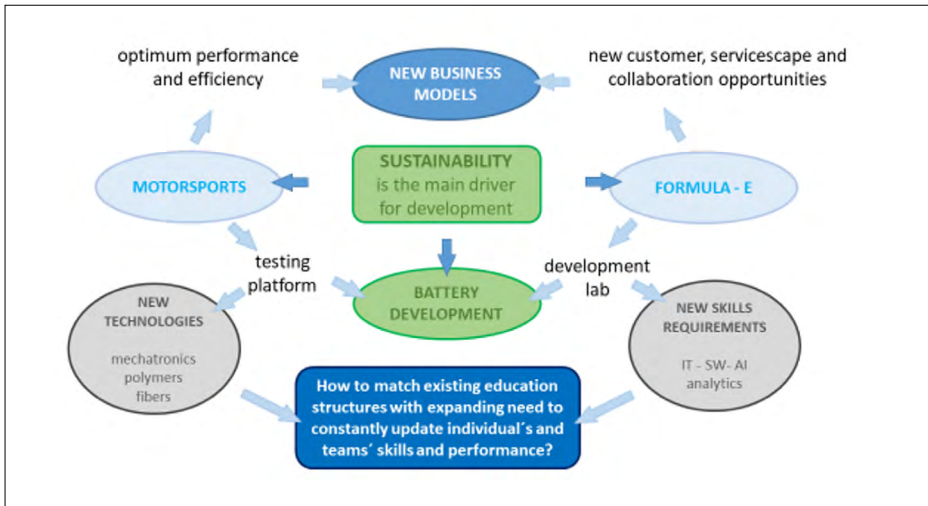 optimum performance
and efficiency
NEW BUSINESS
MODELS
new customer, servicescape and
collaboration opportunities
MOTORSPORTS
SUSTAINABILITY
is the main driver
for development
FORMULA - E
testing
platform
development
lab
BATTERY
DEVELOPMENT
NEW
TECHNOLOGIES
mechatronics
polymers
fibers
NEW SKILLS
REQUIREMENTS
IT - SW- AI
analytics
How to match existing education
structures with expanding need to
constantly update individual´s and
teams´ skills and performance?